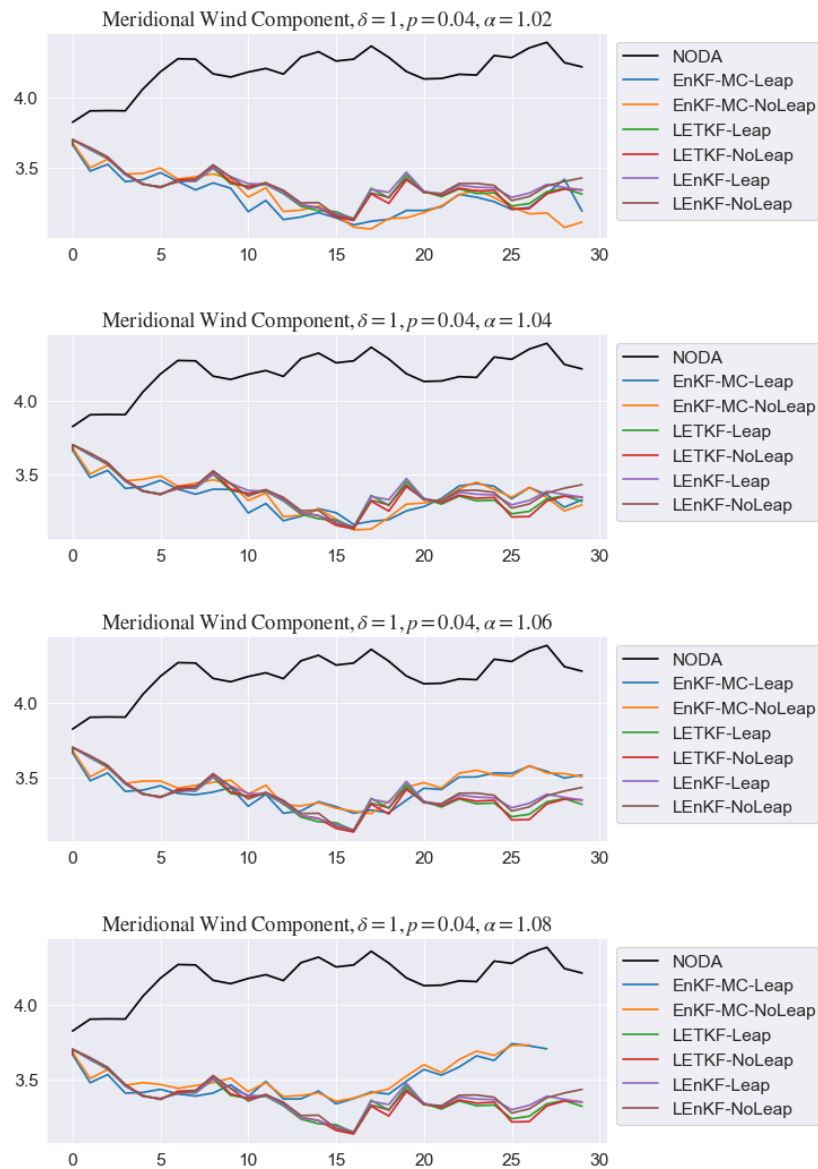 Meridional Wind Component, δ = 1, p = 0.04, α = 1.02
4.0
3.5
0 5 10 15 20 25 30
NODA
EnKF-MC-Leap
EnKF-MC-NoLeap
LETKF-Leap
LETKF-NoLeap
LEnKF-Leap
LEnKF-NoLeap
Meridional Wind Component, δ = 1, p = 0.04, α = 1.04
4.0
3.5
0 5 10 15 20 25 30
NODA
EnKF-MC-Leap
EnKF-MC-NoLeap
LETKF-Leap
LETKF-NoLeap
LEnKF-Leap
LEnKF-NoLeap
Meridional Wind Component, δ = 1, p = 0.04, α = 1.06
4.0
3.5
0 5 10 15 20 25 30
NODA
EnKF-MC-Leap
EnKF-MC-NoLeap
LETKF-Leap
LETKF-NoLeap
LEnKF-Leap
LEnKF-NoLeap
Meridional Wind Component, δ = 1, p = 0.04, α = 1.08
4.0
3.5
0 5 10 15 20 25 30
NODA
EnKF-MC-Leap
EnKF-MC-NoLeap
LETKF-Leap
LETKF-NoLeap
LEnKF-Leap
LEnKF-NoLeap